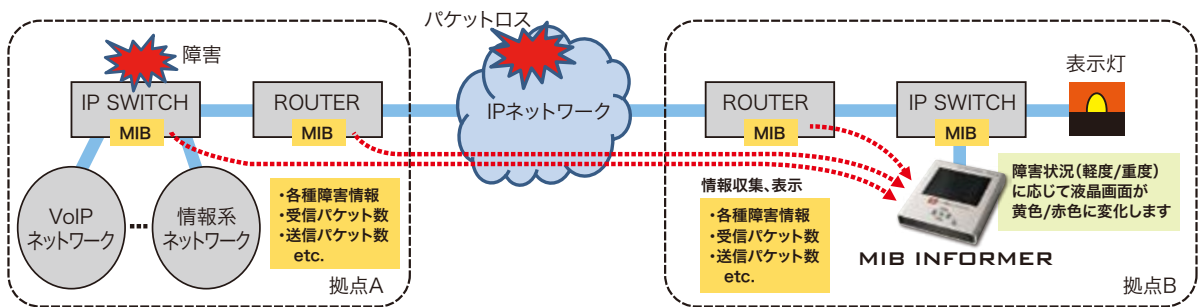 パケットロス
障害
IP SWITCH
MIB
ROUTER
MIB
IPネットワーク
ROUTER
MIB
IP SWITCH
MIB
表示灯
VoIP
ネットワーク
…
情報系
ネットワーク
・各種障害情報
・受信パケット数
・送信パケット数
etc.
拠点A
情報収集、表示
・各種障害情報
・受信パケット数
・送信パケット数
etc.
障害状況(軽度/重度)
に応じて液晶画面が
黄色/赤色に変化します
MIB INFORMER
拠点B